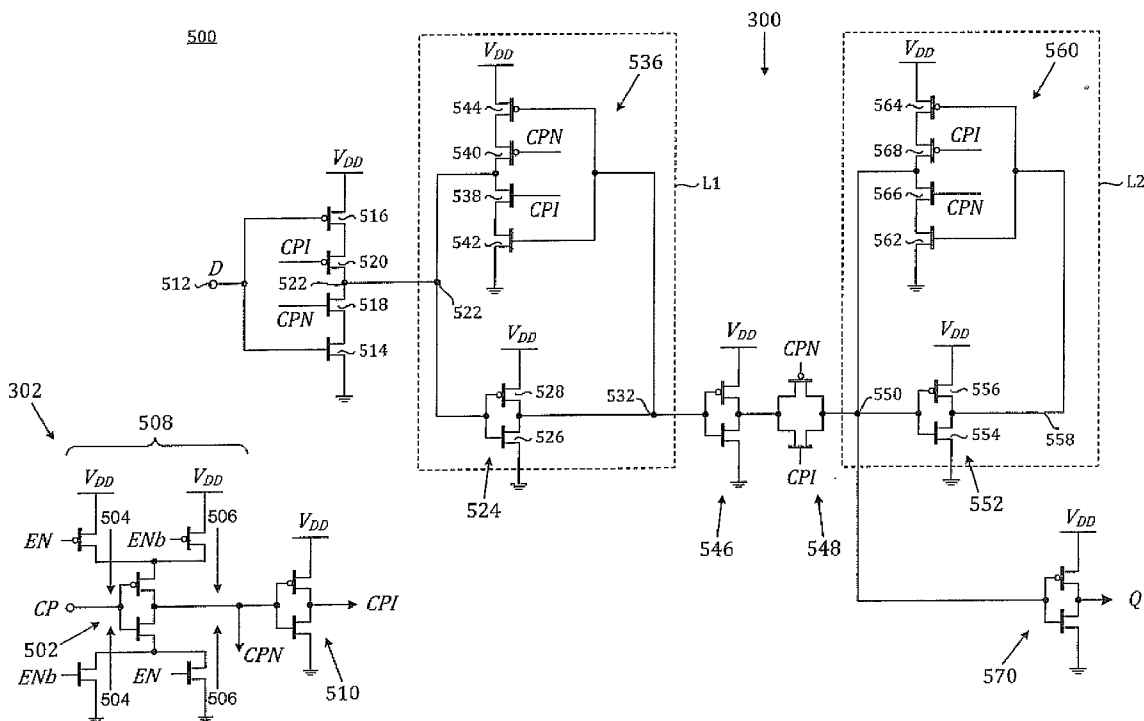 500
300
V_DD
536
544
CPN
540
538
CPI
542
L1
V_DD
560
564
CPI
568
566
CPN
562
L2
V_DD
516
CPI
520
D
512
522
518
CPN
514
522
V_DD
528
532
526
524
V_DD
CPN
CPI
546
548
550
V_DD
556
554
558
552
302
508
V_DD
V_DD
504
506
EN
ENb
CP
502
CPN
V_DD
CPI
ENb
504
EN
506
510
V_DD
Q
570